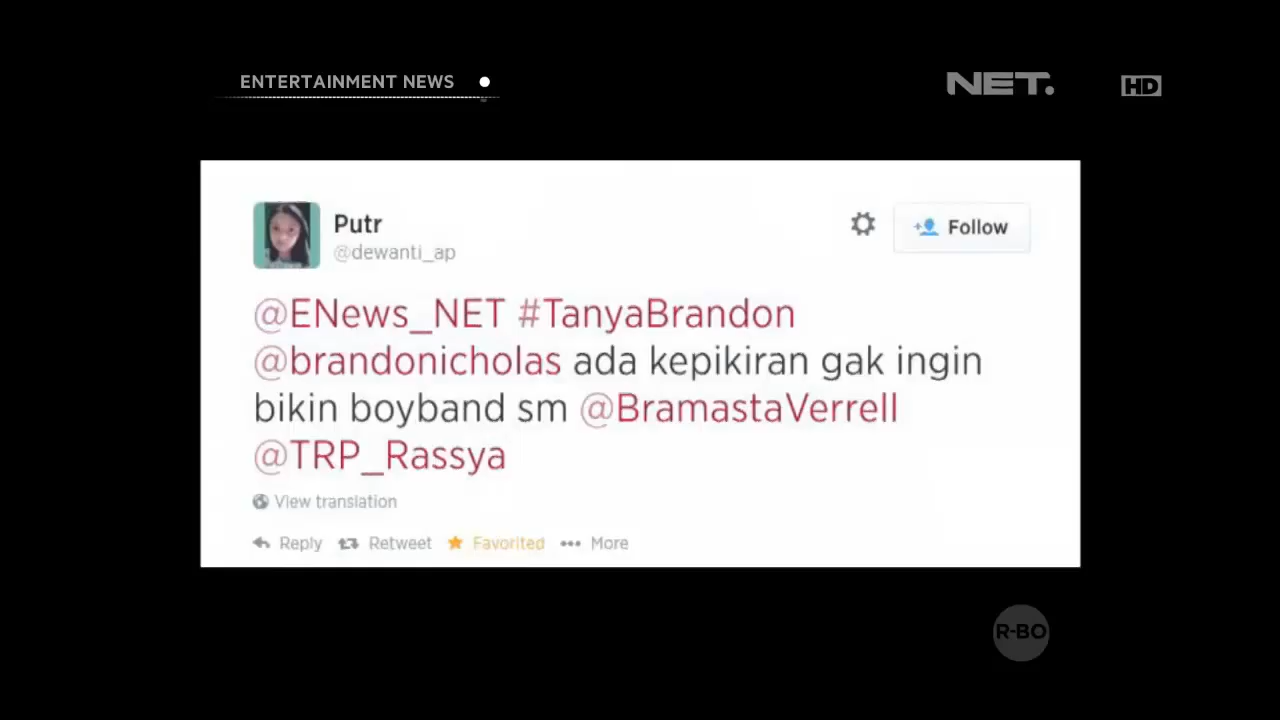 ENTERTAINMENT NEWS
NET.
HD
Putr
@dewanti_ap
Follow
@ENews_NET #TanyaBrandon
@brandonicholas ada kepikiran gak ingin
bikin boyband sm @BramastaVerrell
@TRP_Rassya
View translation
Reply Retweet Favorited More
R-BO